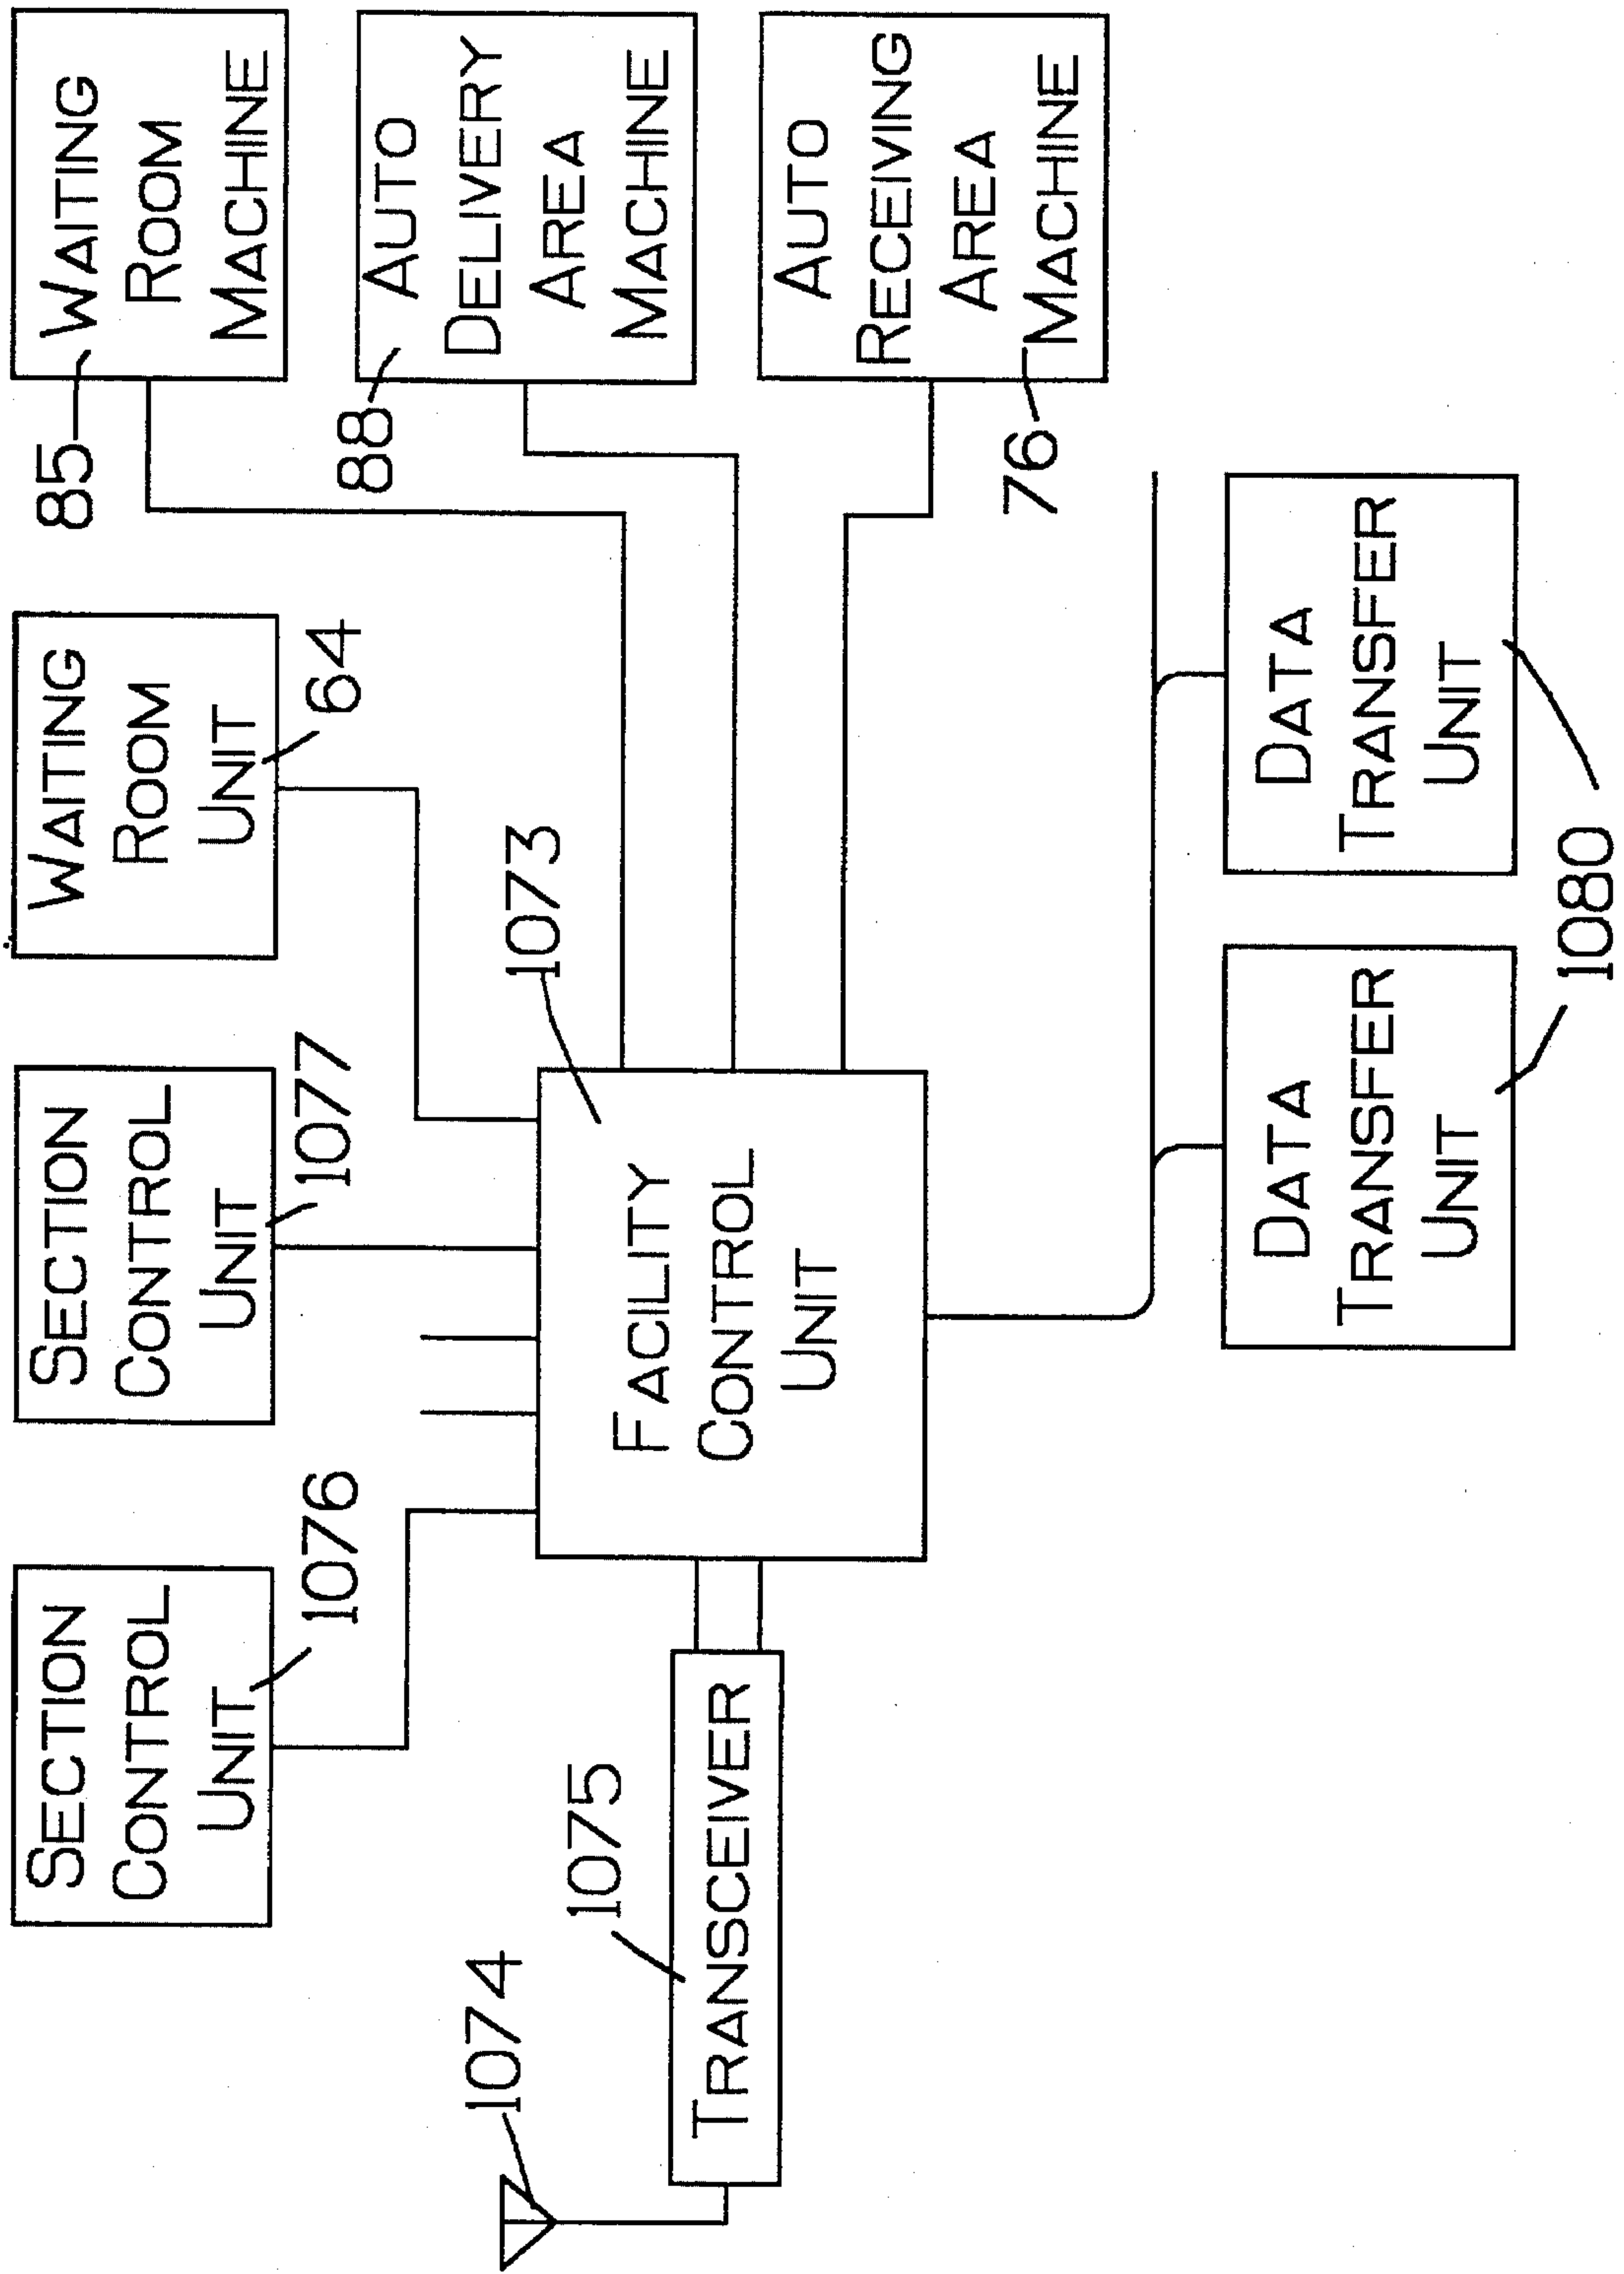 SECTION
CONTROL
UNIT
1076
SECTION
CONTROL
UNIT
1077
WAITING
ROOM
UNIT
64
WAITING
ROOM
MACHINE
85
AUTO
DELIVERY
AREA
MACHINE
88
AUTO
RECEIVING
AREA
MACHINE
76
1074
1075
TRANSCEIVER
1073
FACILITY
CONTROL
UNIT
DATA
TRANSFER
UNIT
DATA
TRANSFER
UNIT
1080